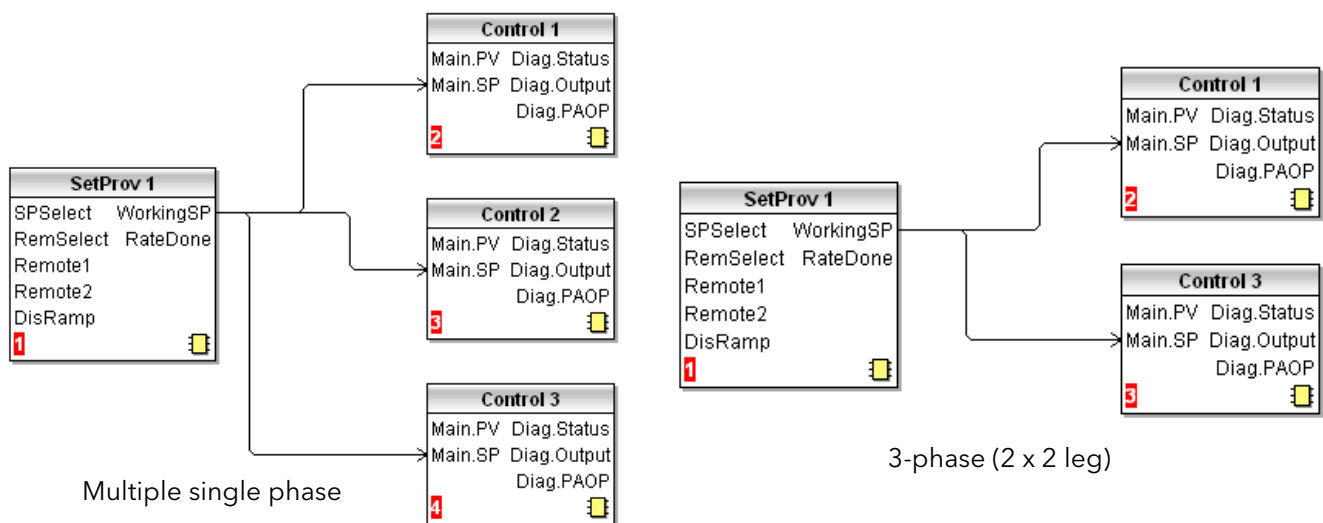 Control 1
Main.PV Diag.Status
Main.SP Diag.Output
Diag.PAOP
2
SetProv 1
SPSelect WorkingSP
RemSelect RateDone
Remote1
Remote2
DisRamp
1
Control 2
Main.PV Diag.Status
Main.SP Diag.Output
Diag.PAOP
3
Control 3
Main.PV Diag.Status
Main.SP Diag.Output
Diag.PAOP
4
Multiple single phase
Control 1
Main.PV Diag.Status
Main.SP Diag.Output
Diag.PAOP
2
SetProv 1
SPSelect WorkingSP
RemSelect RateDone
Remote1
Remote2
DisRamp
1
Control 3
Main.PV Diag.Status
Main.SP Diag.Output
Diag.PAOP
3
3-phase (2 x 2 leg)